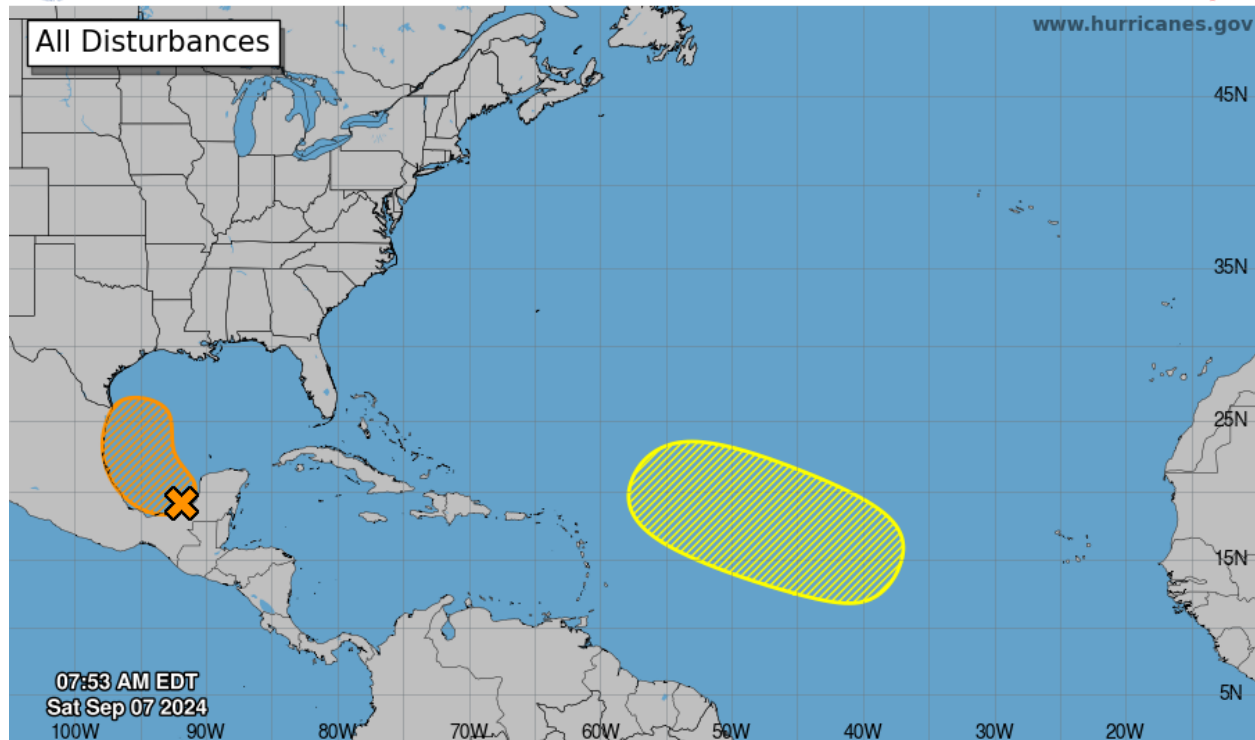 All Disturbances
www.hurricanes.gov
45N
35N
25N
15N
5N
07:53 AM EDT
Sat Sep 07 2024
100W 90W 80W 70W 60W 50W 40W 30W 20W